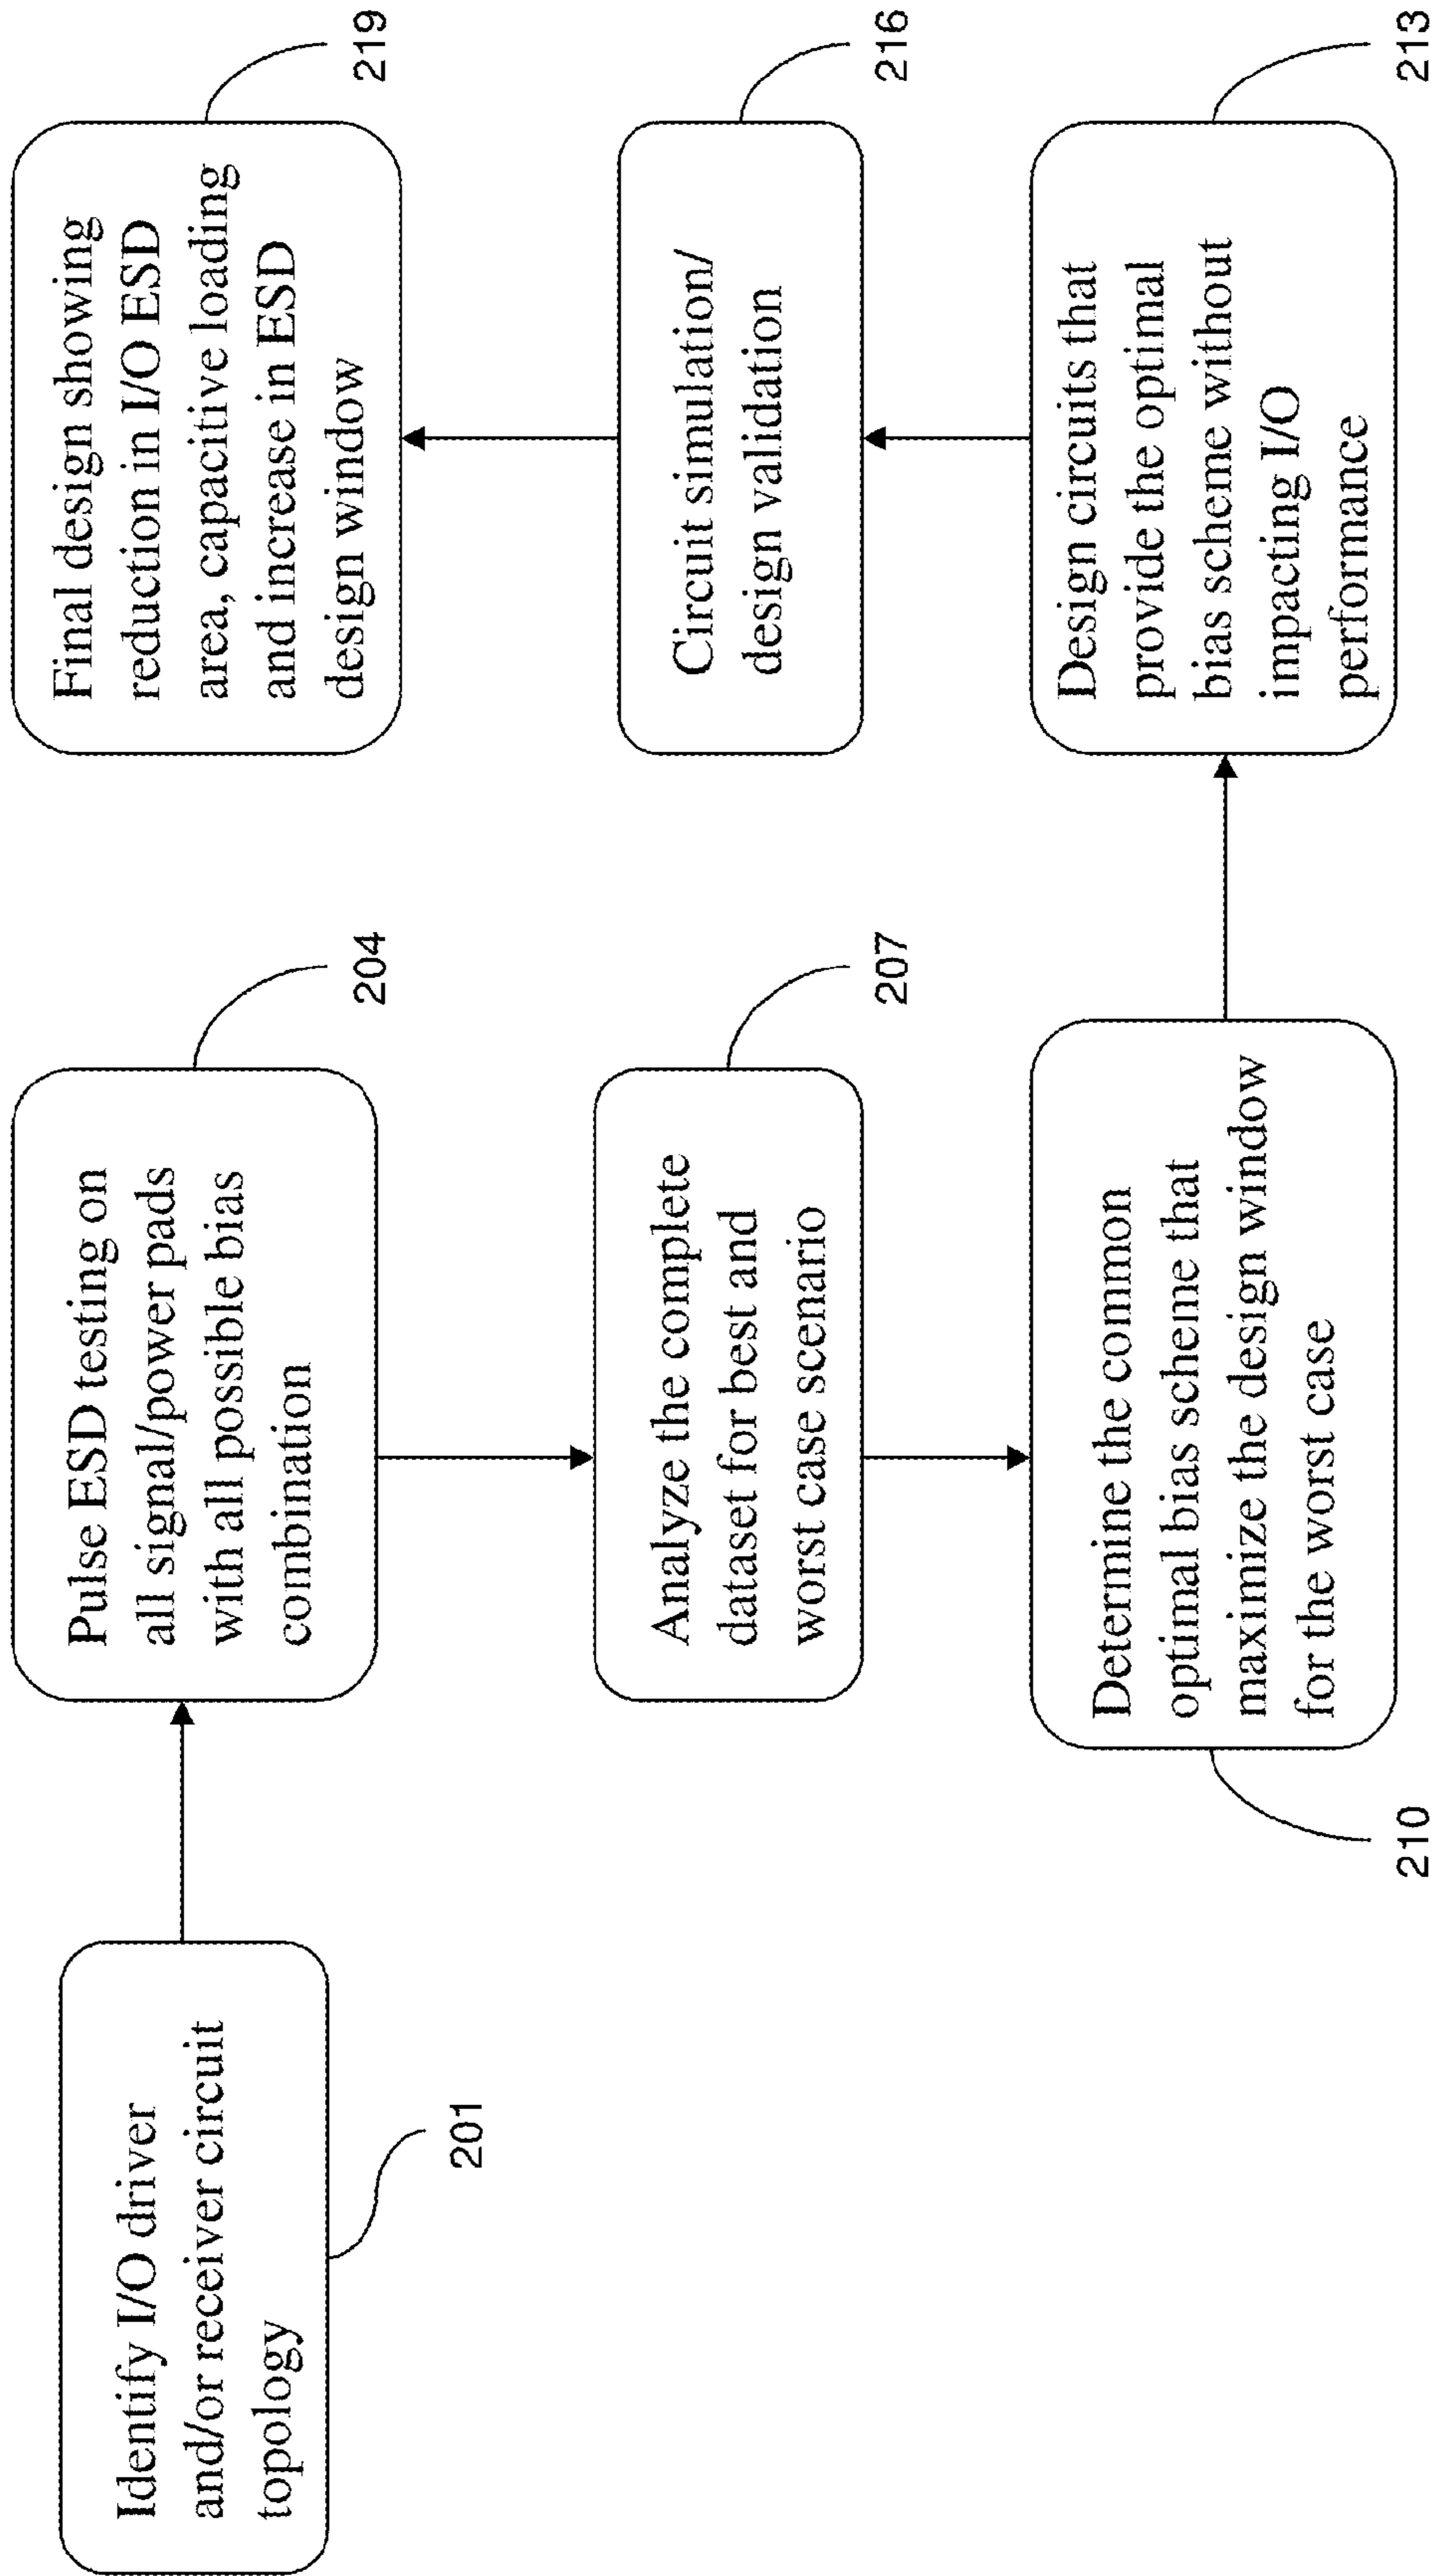 Identify I/O driver
and/or receiver circuit
topology
201
Pulse ESD testing on
all signal/power pads
with all possible bias
combination
204
Analyze the complete
dataset for best and
worst case scenario
207
Determine the common
optimal bias scheme that
maximize the design window
for the worst case
210
Design circuits that
provide the optimal
bias scheme without
impacting I/O
performance
213
Circuit simulation/
design validation
216
Final design showing
reduction in I/O ESD
area, capacitive loading
and increase in ESD
design window
219